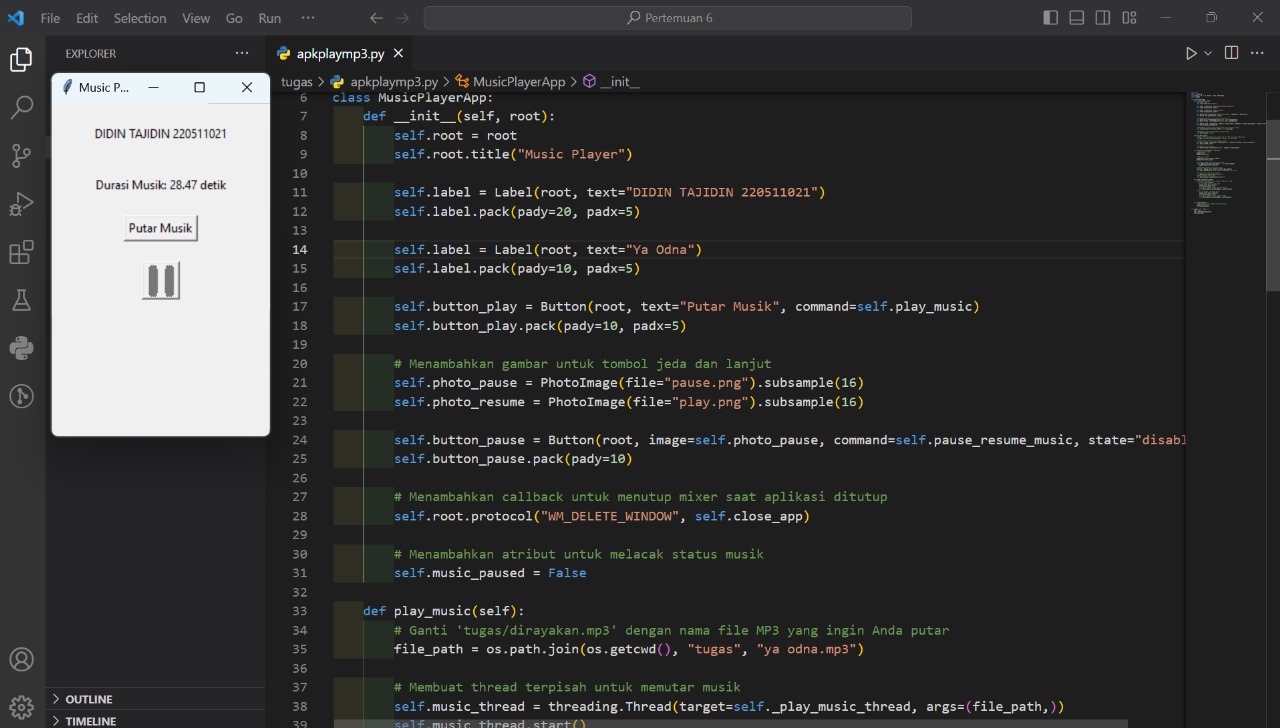 File Edit Selection View Go Run ··· Pertemuan 6
EXPLORER ···
apkplaymp3.py
tugas > apkplaymp3.py > MusicPlayerApp > __init__
Music P...
DIDIN TAJIDIN 220511021
Durasi Musik: 28.47 detik
Putar Musik
OUTLINE
TIMELINE
6 class MusicPlayerApp:
7 def __init__(self, root):
8 self.root = root
9 self.root.title("Music Player")
10
11 self.label = Label(root, text="DIDIN TAJIDIN 220511021")
12 self.label.pack(pady=20, padx=5)
13
14 self.label = Label(root, text="Ya Odna")
15 self.label.pack(pady=10, padx=5)
16
17 self.button_play = Button(root, text="Putar Musik", command=self.play_music)
18 self.button_play.pack(pady=10, padx=5)
19
20 # Menambahkan gambar untuk tombol jeda dan lanjut
21 self.photo_pause = PhotoImage(file="pause.png").subsample(16)
22 self.photo_resume = PhotoImage(file="play.png").subsample(16)
23
24 self.button_pause = Button(root, image=self.photo_pause, command=self.pause_resume_music, state="disabl
25 self.button_pause.pack(pady=10)
26
27 # Menambahkan callback untuk menutup mixer saat aplikasi ditutup
28 self.root.protocol("WM_DELETE_WINDOW", self.close_app)
29
30 # Menambahkan atribut untuk melacak status musik
31 self.music_paused = False
32
33 def play_music(self):
34 # Ganti 'tugas/dirayakan.mp3' dengan nama file MP3 yang ingin Anda putar
35 file_path = os.path.join(os.getcwd(), "tugas", "ya odna.mp3")
36
37 # Membuat thread terpisah untuk memutar musik
38 self.music_thread = threading.Thread(target=self._play_music_thread, args=(file_path,))
39 self.music_thread.start()